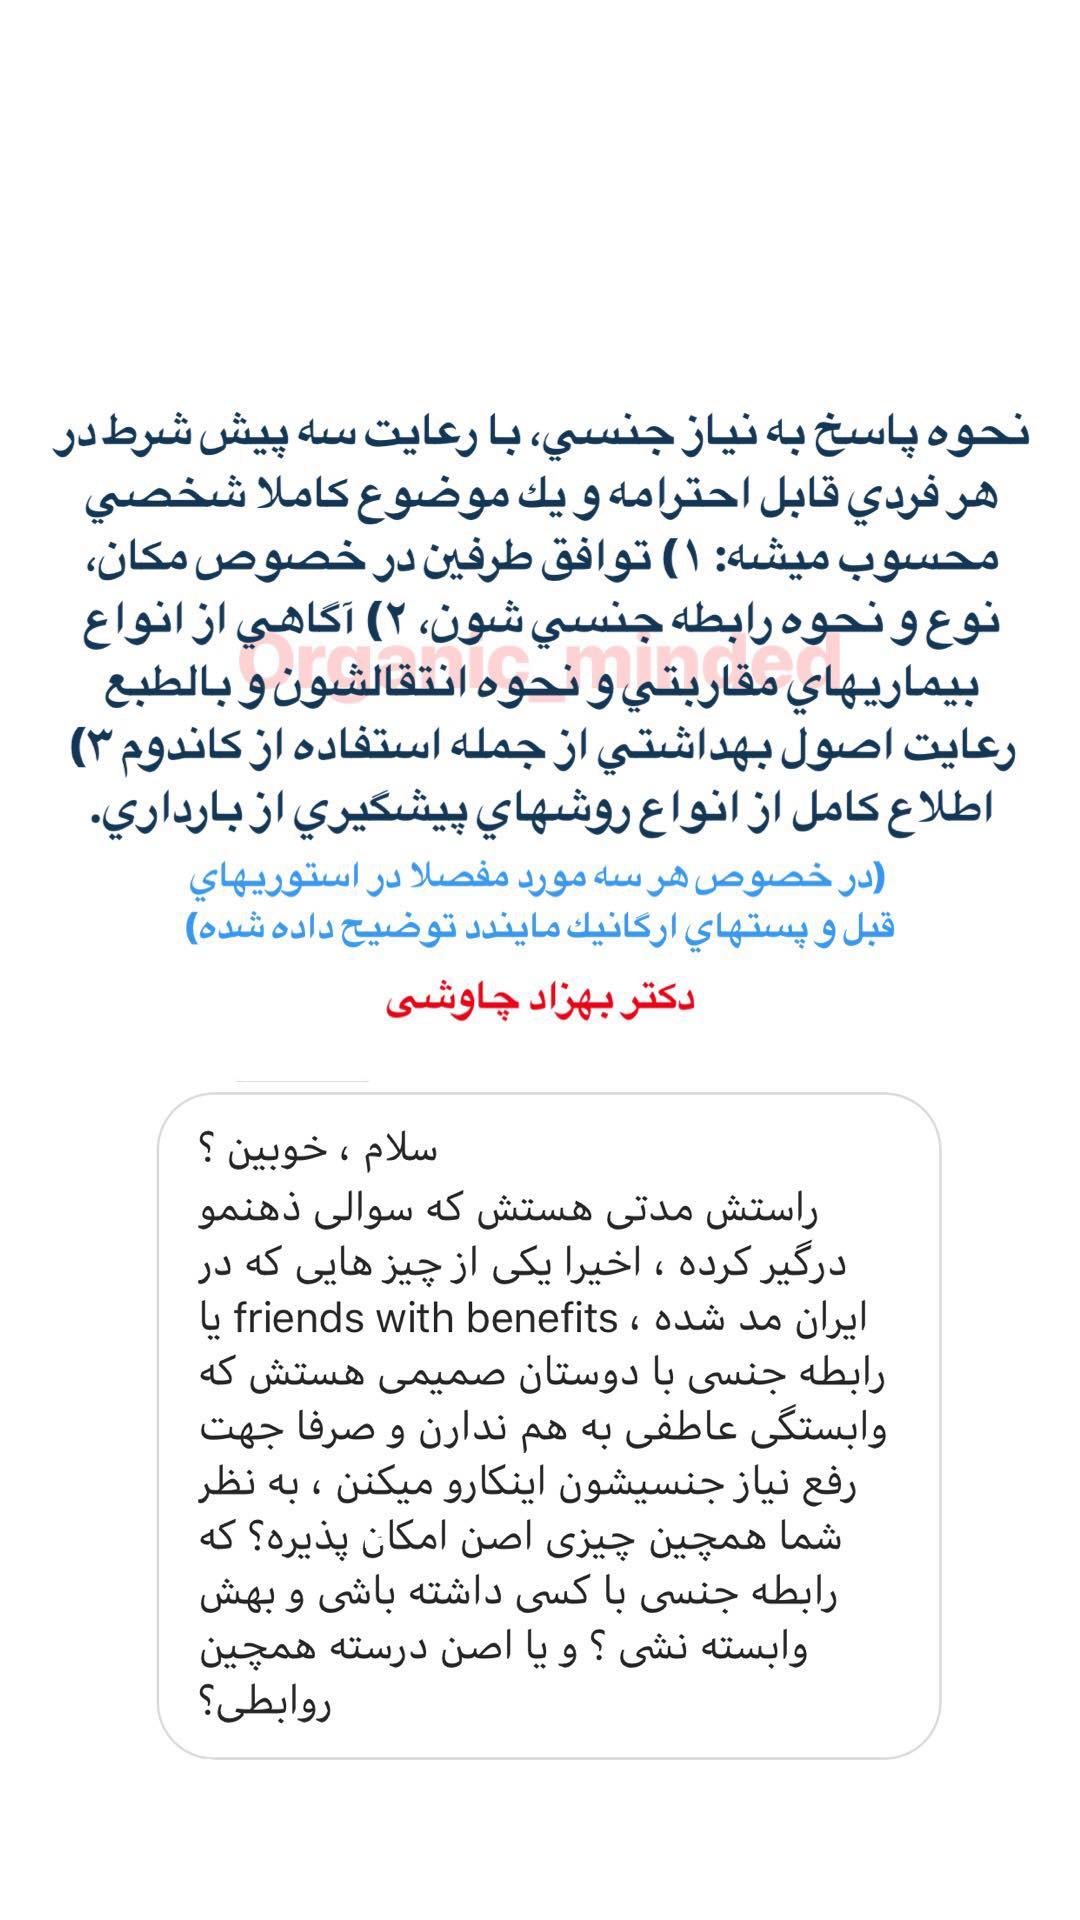 نحوه پاسخ به نياز جنسي، با رعايت سه پيش شرط در
هر فردي قابل احترامه و يك موضوع كاملا شخصي
محسوب ميشه: ١) توافق طرفين در خصوص مكان،
نوع و نحوه رابطه جنسي شون، ٢) آگاهي از انواع
Organic_minded
بيماريهاي مقاربتي و نحوه انتقالشون و بالطبع
رعايت اصول بهداشتي از جمله استفاده از كاندوم ٣)
اطلاع كامل از انواع روشهاي پيشگيري از بارداري.
(در خصوص هر سه مورد مفصلا در استوريهاي
قبل و پستهاي ارگانيك مايندد توضيح داده شده)
دکتر بهزاد چاوشی
سلام ، خوبین ؟
راستش مدتی هستش که سوالی ذهنمو
درگیر کرده ، اخیرا یکی از چیز هایی که در
ایران مد شده ، friends with benefits یا
رابطه جنسی با دوستان صمیمی هستش که
وابستگی عاطفی به هم ندارن و صرفا جهت
رفع نیاز جنسیشون اینکارو میکنن ، به نظر
شما همچین چیزی اصن امکان پذیره؟ که
رابطه جنسی با کسی داشته باشی و بهش
وابسته نشی ؟ و یا اصن درسته همچین
روابطی؟